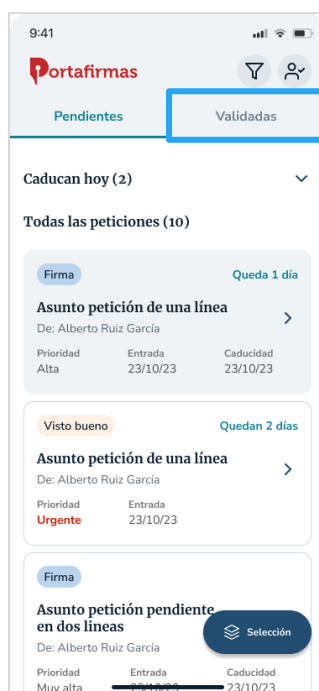 9:41
Portafirmas
Pendientes
Validadas
Caducan hoy (2)
Todas las peticiones (10)
Firma
Queda 1 día
Asunto petición de una línea
De: Alberto Ruiz García
Prioridad Entrada Caducidad
Alta 23/10/23 23/10/23
Visto bueno
Quedan 2 días
Asunto petición de una línea
De: Alberto Ruiz García
Prioridad Entrada
Urgente 23/10/23
Firma
Asunto petición pendiente
en dos lineas
De: Alberto Ruiz García
Selección
Prioridad Entrada Caducidad
Muy alta 23/10/23